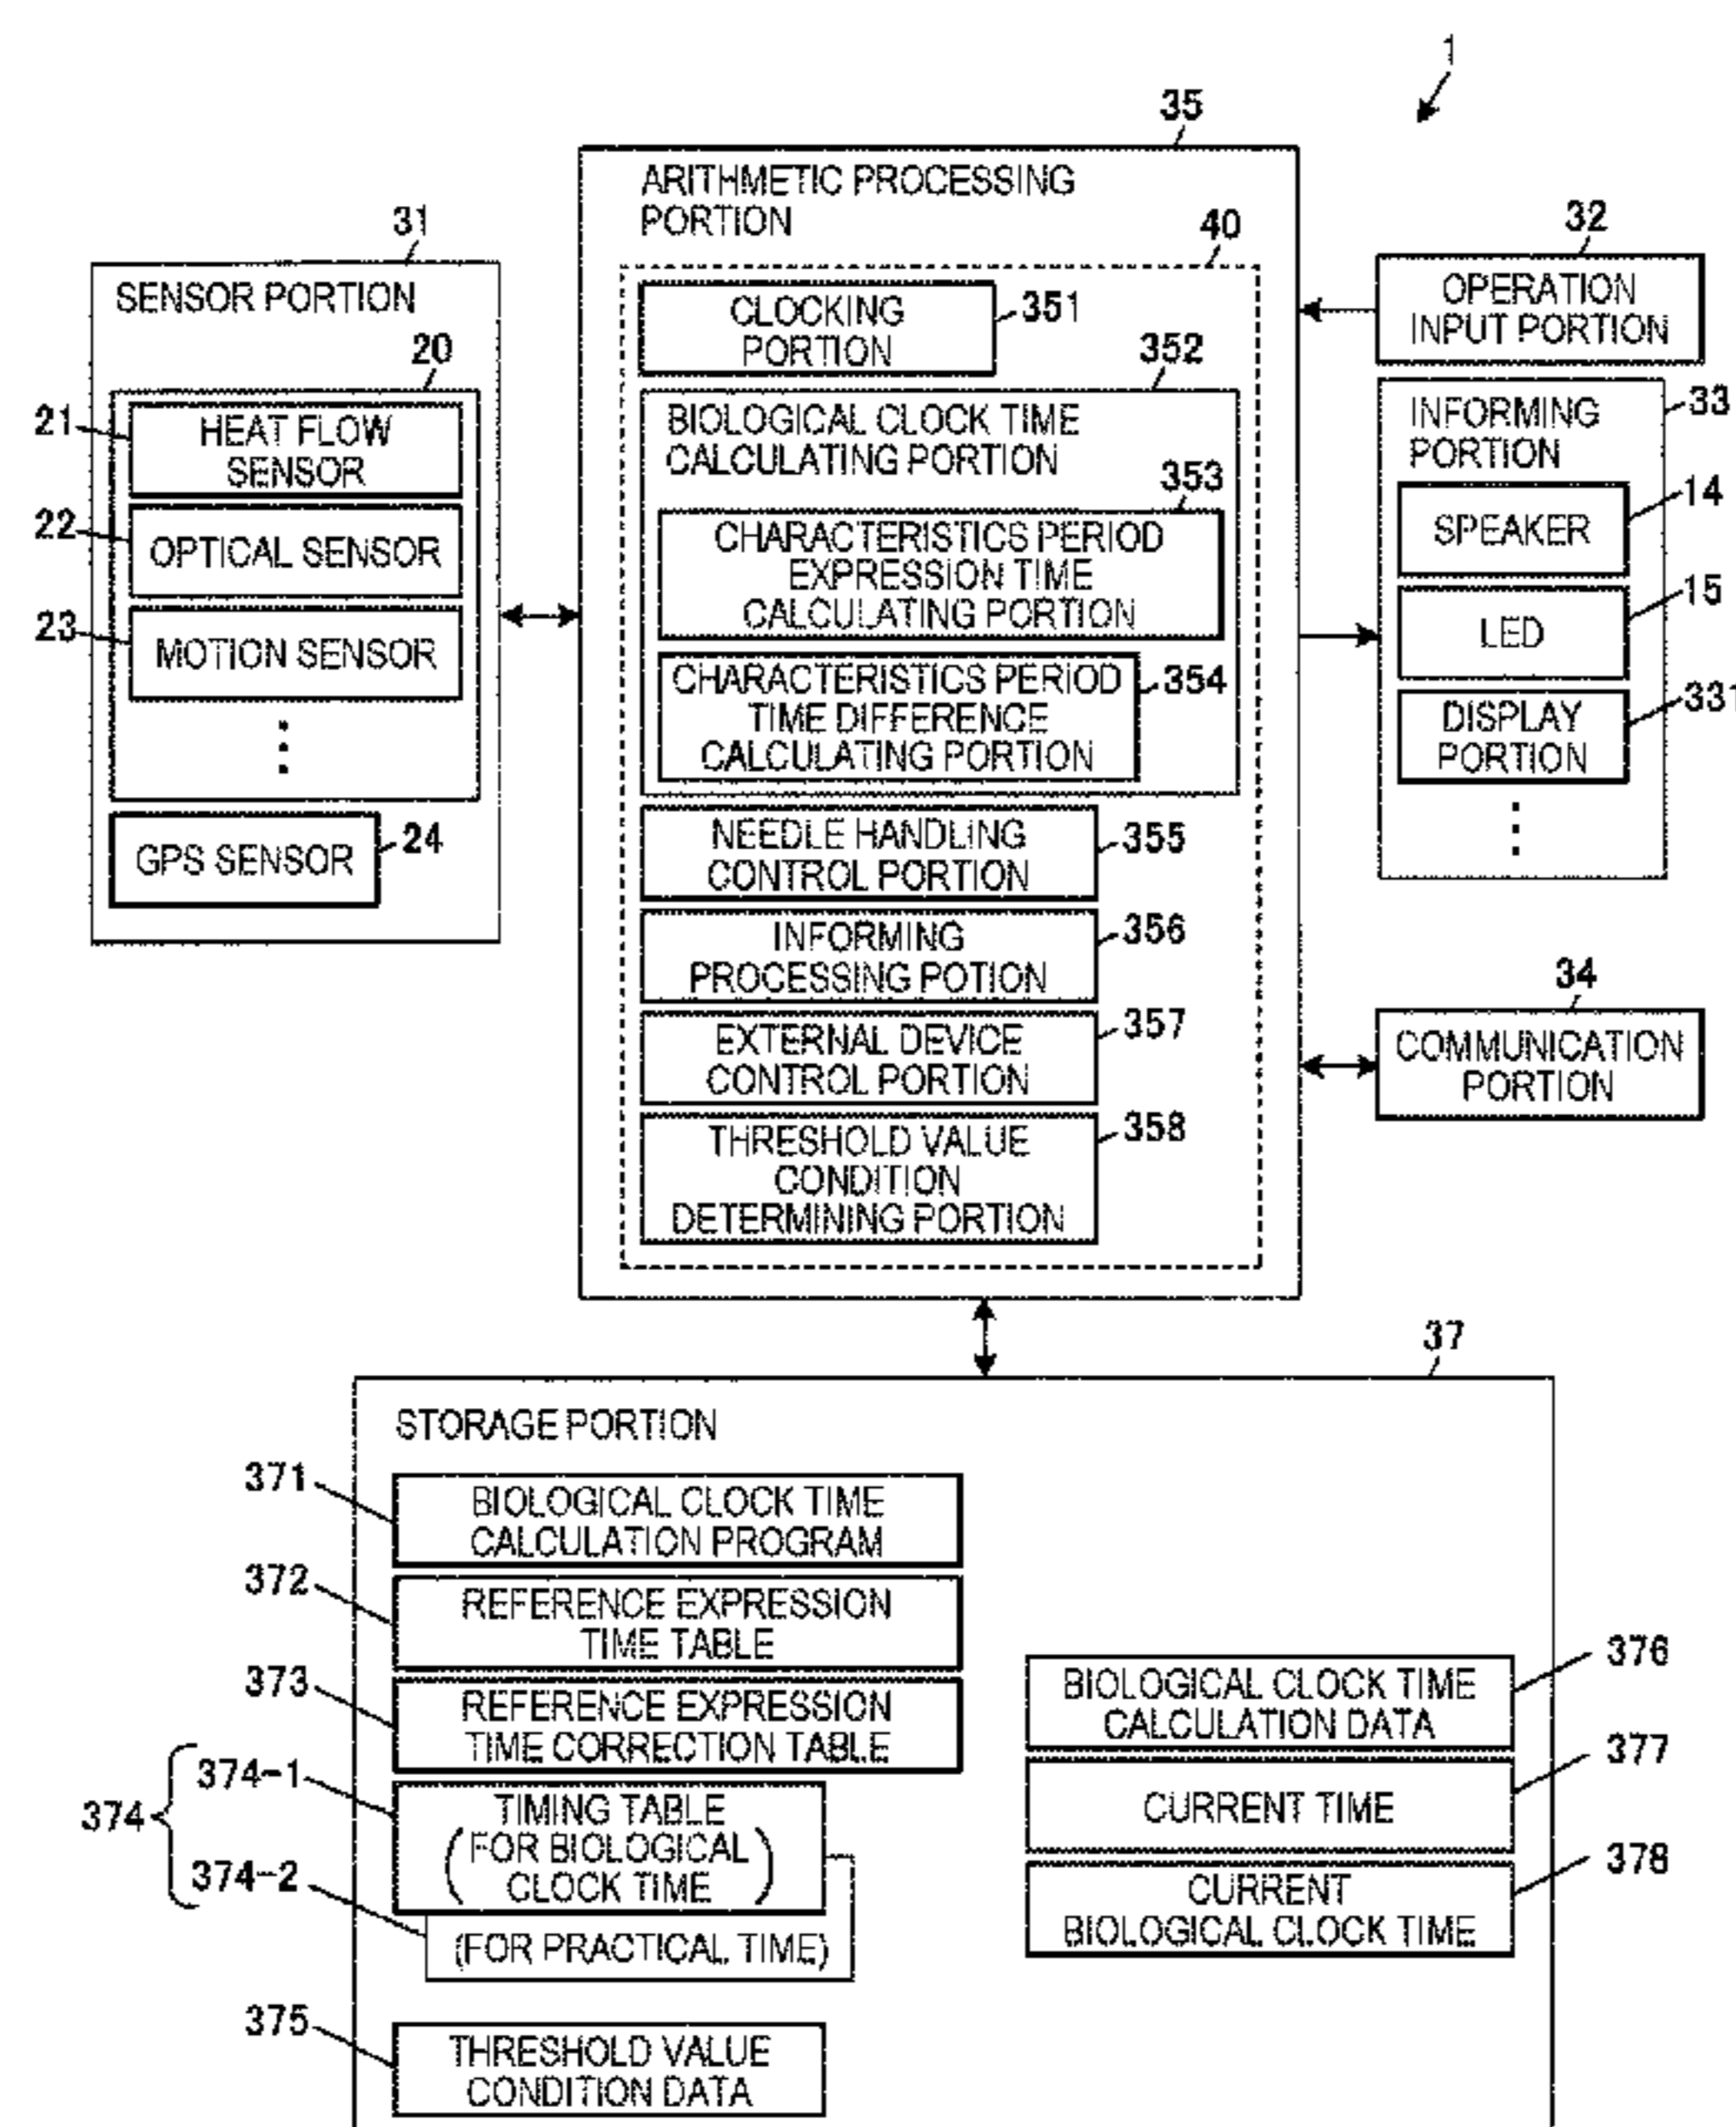 1
35
ARITHMETIC PROCESSING
PORTION
40
CLOCKING
PORTION
351
352
BIOLOGICAL CLOCK TIME
CALCULATING PORTION
353
CHARACTERISTICS PERIOD
EXPRESSION TIME
CALCULATING PORTION
CHARACTERISTICS PERIOD
TIME DIFFERENCE
CALCULATING PORTION
354
NEEDLE HANDLING
CONTROL PORTION
355
INFORMING
PROCESSING POTION
356
EXTERNAL DEVICE
CONTROL PORTION
357
THRESHOLD VALUE
CONDITION
DETERMINING PORTION
358
31
SENSOR PORTION
20
21
HEAT FLOW
SENSOR
22
OPTICAL SENSOR
23
MOTION SENSOR
GPS SENSOR
24
32
OPERATION
INPUT PORTION
INFORMING
PORTION
33
SPEAKER
14
LED
15
DISPLAY
PORTION
331
34
COMMUNICATION
PORTION
37
STORAGE PORTION
371
BIOLOGICAL CLOCK TIME
CALCULATION PROGRAM
372
REFERENCE EXPRESSION
TIME TABLE
373
REFERENCE EXPRESSION
TIME CORRECTION TABLE
374
374-1
TIMING TABLE
(FOR BIOLOGICAL
CLOCK TIME)
374-2
(FOR PRACTICAL TIME)
375
THRESHOLD VALUE
CONDITION DATA
376
BIOLOGICAL CLOCK TIME
CALCULATION DATA
377
CURRENT TIME
378
CURRENT
BIOLOGICAL CLOCK TIME